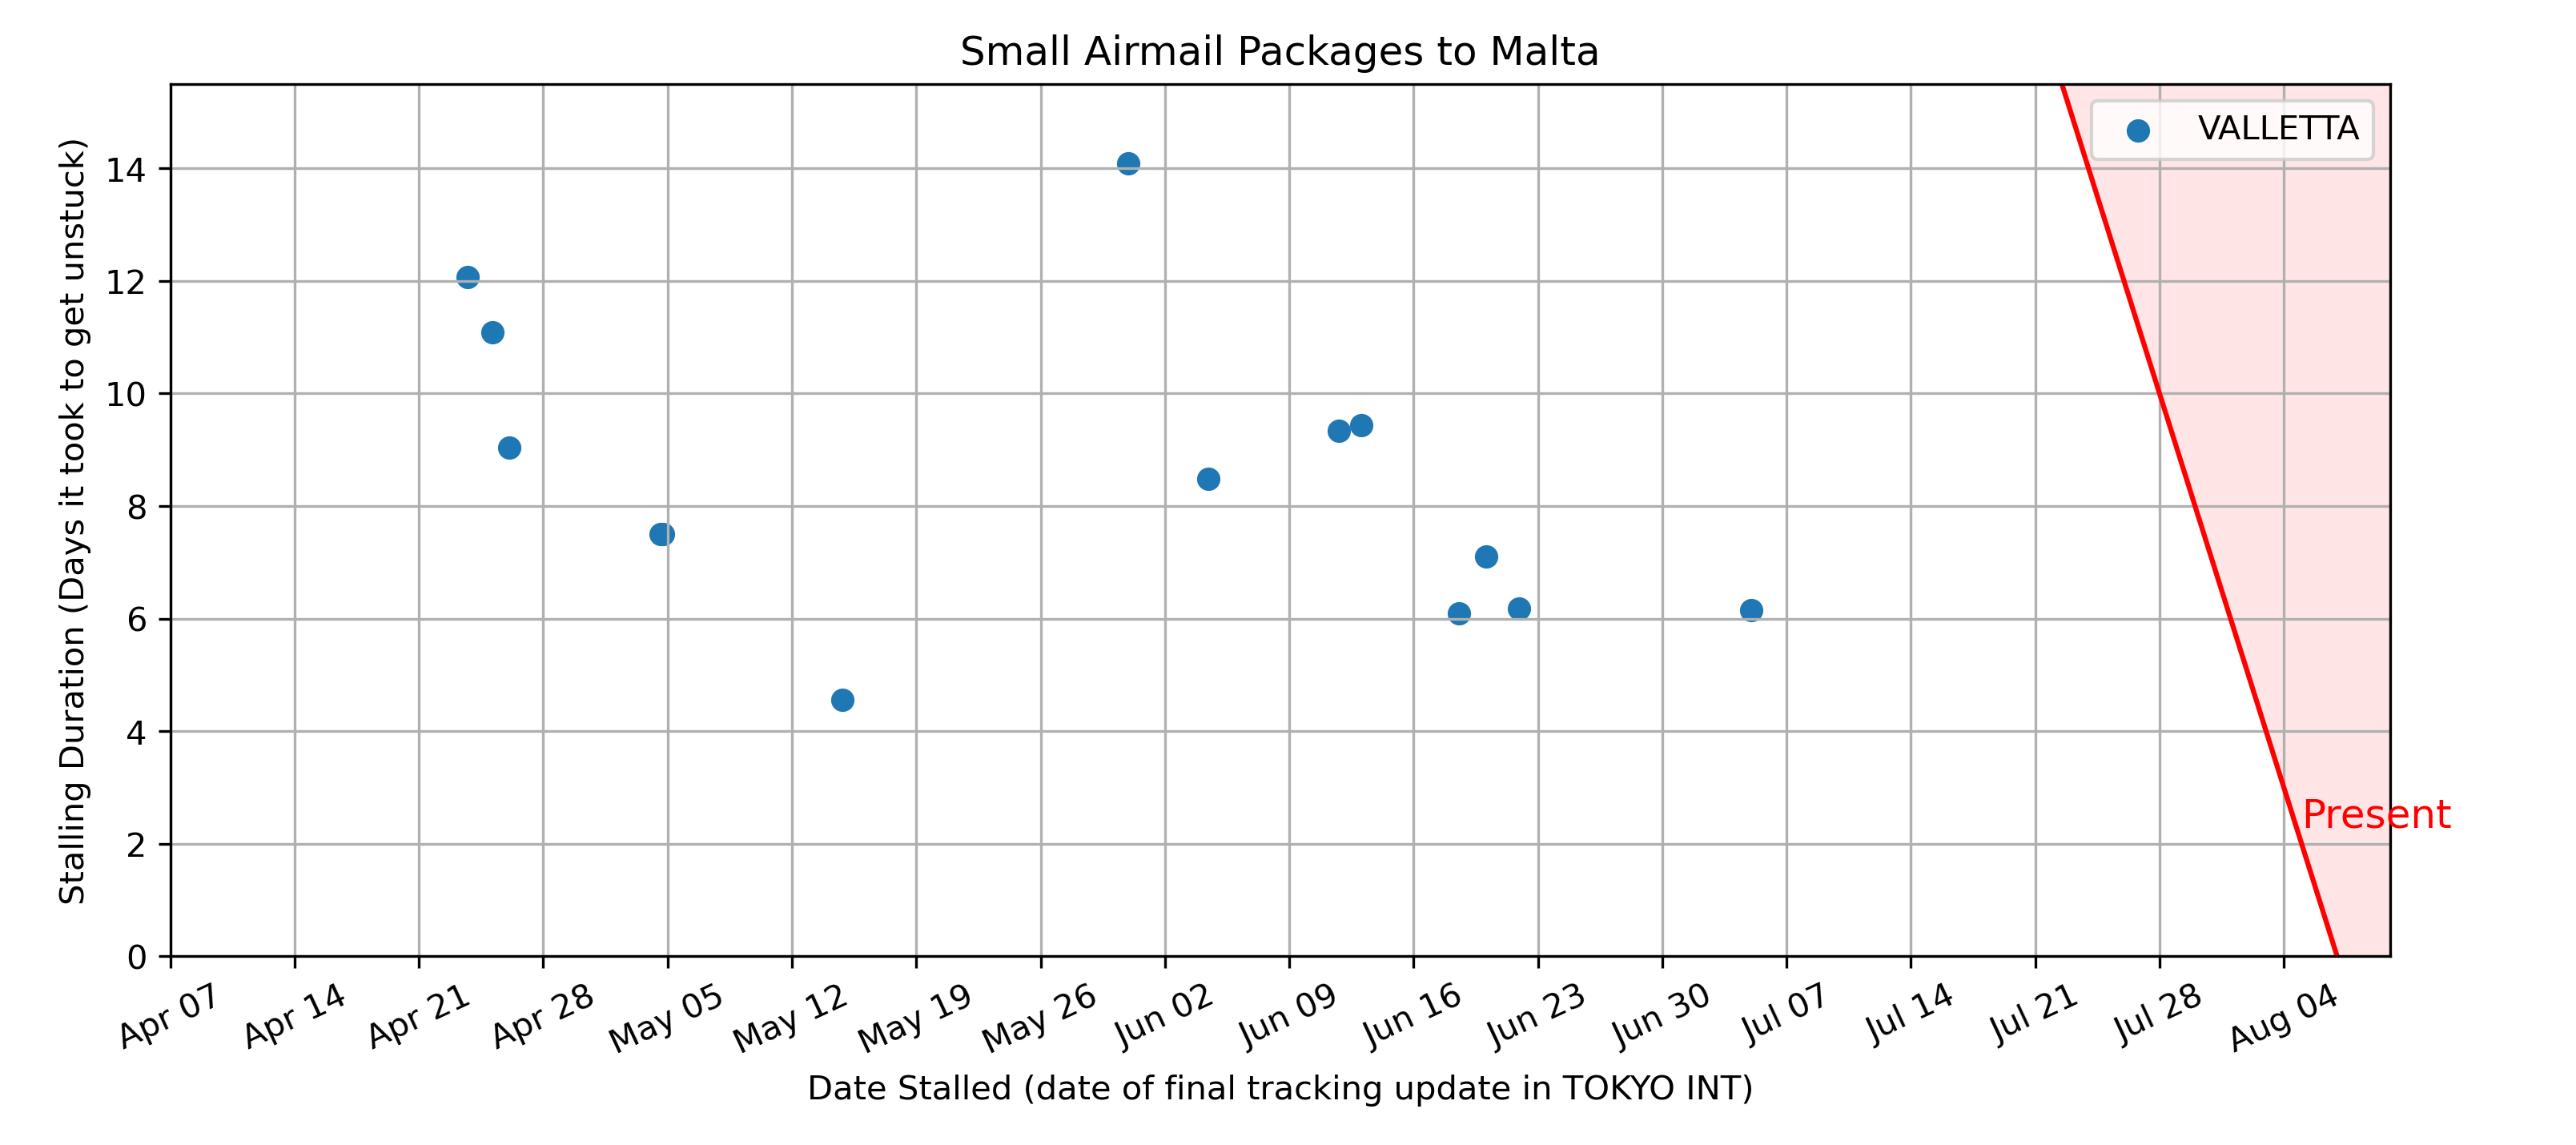 Small Airmail Packages to Malta
VALLETTA
Stalling Duration (Days it took to get unstuck)
14
12
10
8
6
4
2
0
Present
Apr 07
Apr 14
Apr 21
Apr 28
May 05
May 12
May 19
May 26
Jun 02
Jun 09
Jun 16
Jun 23
Jun 30
Jul 07
Jul 14
Jul 21
Jul 28
Aug 04
Date Stalled (date of final tracking update in TOKYO INT)